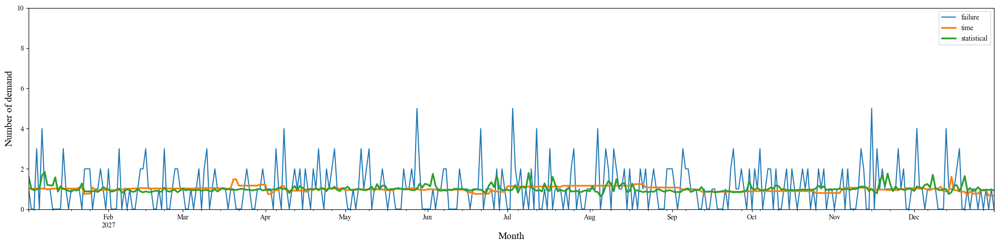 10
8
6
4
2
0
Number of demand
failure
time
statistical
Feb
2027
Mar
Apr
May
Jun
Jul
Aug
Sep
Oct
Nov
Dec
Month